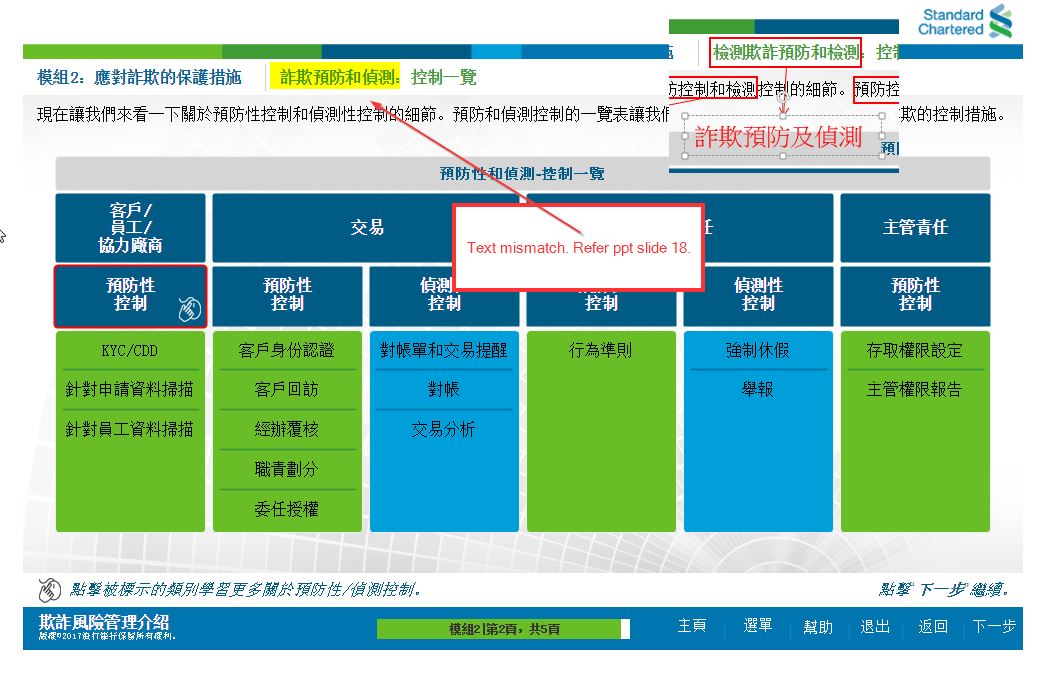 Standard
Chartered
檢測欺詐預防和檢測: 控制
模組2: 應對詐欺的保護措施
詐欺預防和偵測: 控制一覽
防控制和檢測控制的細節。預防控
現在讓我們來看一下關於預防性控制和偵測性控制的細節。預防和偵測控制的一覽表讓我們
欺的控制措施。
詐欺預防及偵測
預
預防性和偵測-控制一覽
客戶/
員工/
協力廠商
交易
任
主管責任
Text mismatch. Refer ppt slide 18.
預防性
控制
預防性
控制
偵測
控制
控制
偵測性
控制
預防性
控制
KYC/CDD
客戶身份認證
對帳單和交易提醒
行為準則
強制休假
存取權限設定
針對申請資料掃描
客戶回訪
對帳
舉報
主管權限報告
針對員工資料掃描
經辦覆核
交易分析
職責劃分
委任授權
點擊被標示的類別學習更多關於預防性/偵測控制.
點擊"下一步"繼續.
欺詐風險管理介紹
版權©2017渣打銀行保留所有權利.
模組2|第2頁，共5頁
主頁
選單
幫助
退出
返回
下一步